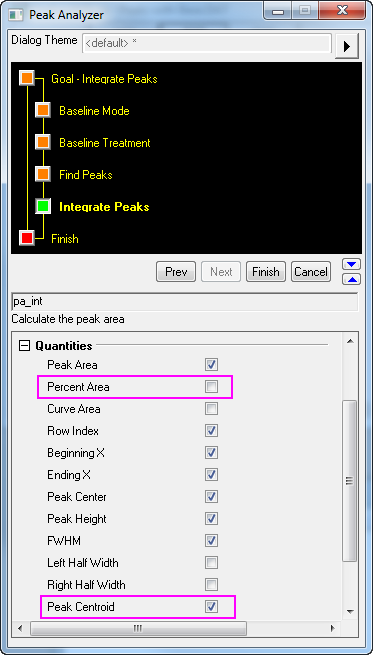 Peak Analyzer
Dialog Theme <default> *
Goal - Integrate Peaks
Baseline Mode
Baseline Treatment
Find Peaks
Integrate Peaks
Finish
Prev Next Finish Cancel
pa_int
Calculate the peak area
Quantities
Peak Area
Percent Area
Curve Area
Row Index
Beginning X
Ending X
Peak Center
Peak Height
FWHM
Left Half Width
Right Half Width
Peak Centroid